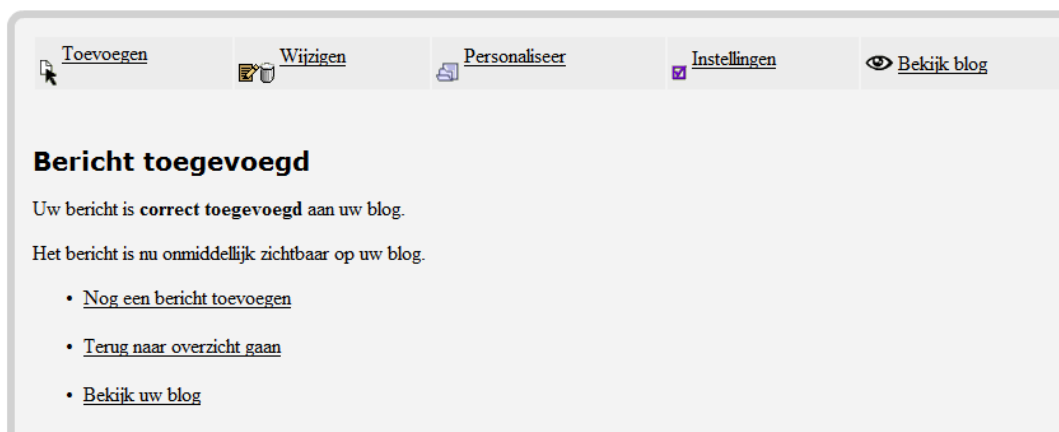 Toevoegen Wijzigen Personaliseer Instellingen Bekijk blog
Bericht toegevoegd
Uw bericht is correct toegevoegd aan uw blog.
Het bericht is nu onmiddellijk zichtbaar op uw blog.
• Nog een bericht toevoegen
• Terug naar overzicht gaan
• Bekijk uw blog